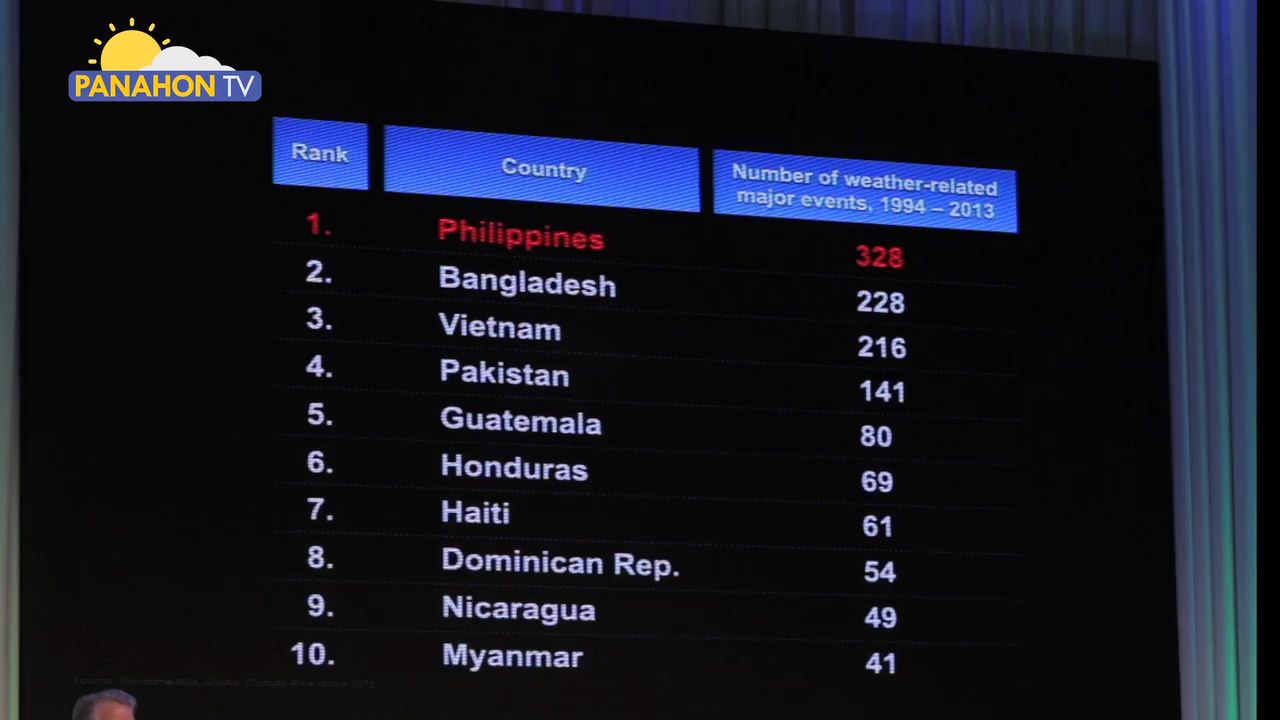 PANAHON TV
Rank Country Number of weather-related
major events, 1994 – 2013
1. Philippines 328
2. Bangladesh 228
3. Vietnam 216
4. Pakistan 141
5. Guatemala 80
6. Honduras 69
7. Haiti 61
8. Dominican Rep. 54
9. Nicaragua 49
10. Myanmar 41